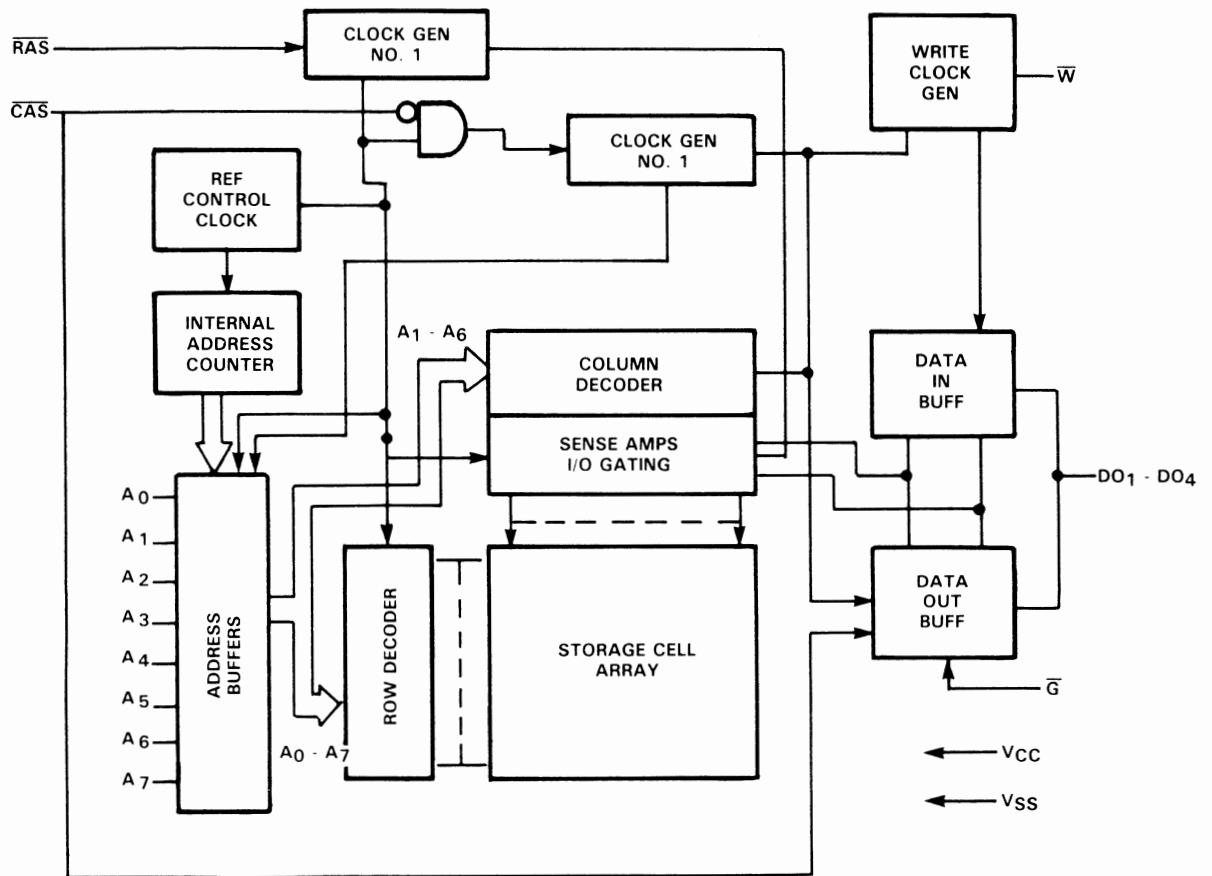 R̅A̅S̅
CLOCK GEN
NO. 1
WRITE
CLOCK
GEN
W̅
C̅A̅S̅
CLOCK GEN
NO. 1
REF
CONTROL
CLOCK
INTERNAL
ADDRESS
COUNTER
A1 - A6
COLUMN
DECODER
DATA
IN
BUFF
SENSE AMPS
I/O GATING
DO1 - DO4
A0
A1
A2
A3
A4
A5
A6
A7
ADDRESS
BUFFERS
A0 - A7
ROW DECODER
STORAGE CELL
ARRAY
DATA
OUT
BUFF
G̅
VCC
VSS